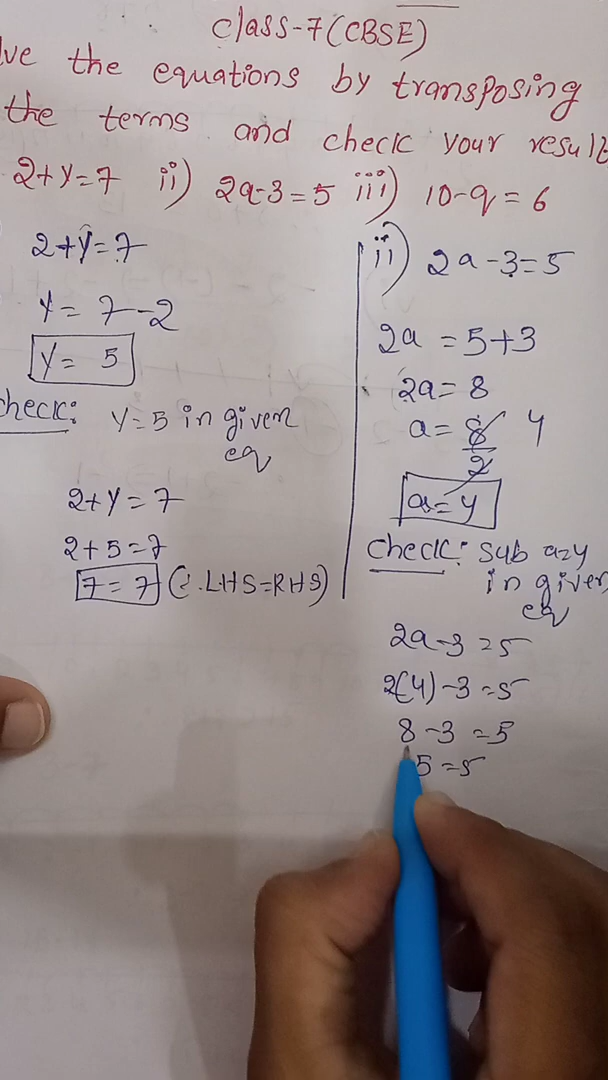 Class-7(CBSE)
ve the equations by transposing
the terms and check your result
2+y=7 ii) 2a-3=5 iii) 10-q=6
2+y=7
y= 7-2
y= 5
check: y=5 in given
eq
2+y=7
2+5=7
7=7 (∴LHS=RHS)
ii) 2a-3=5
2a =5+3
2a=8
a= 8/2 4
a=4
Check: sub a=4
in given
eq
2a-3=5
2(4)-3=5
8-3=5
5=5